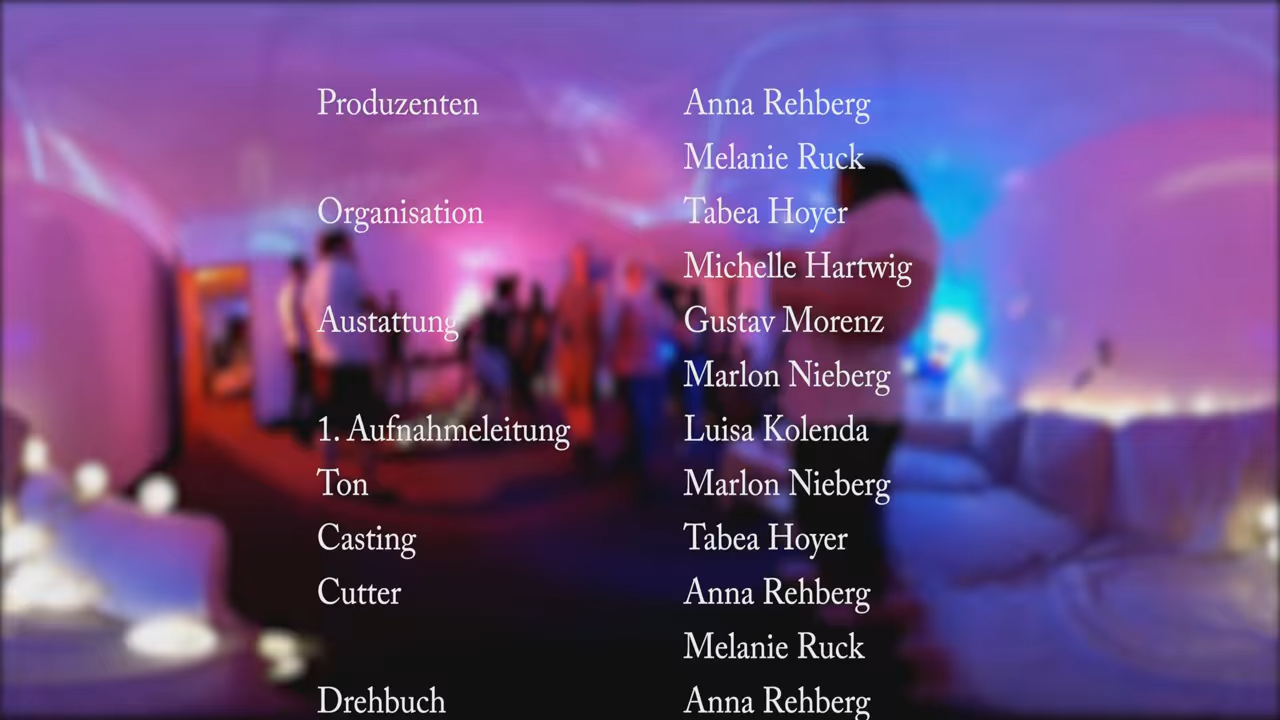 Produzenten Anna Rehberg
Melanie Ruck
Organisation Tabea Hoyer
Michelle Hartwig
Austattung Gustav Morenz
Marlon Nieberg
1. Aufnahmeleitung Luisa Kolenda
Ton Marlon Nieberg
Casting Tabea Hoyer
Cutter Anna Rehberg
Melanie Ruck
Drehbuch Anna Rehberg